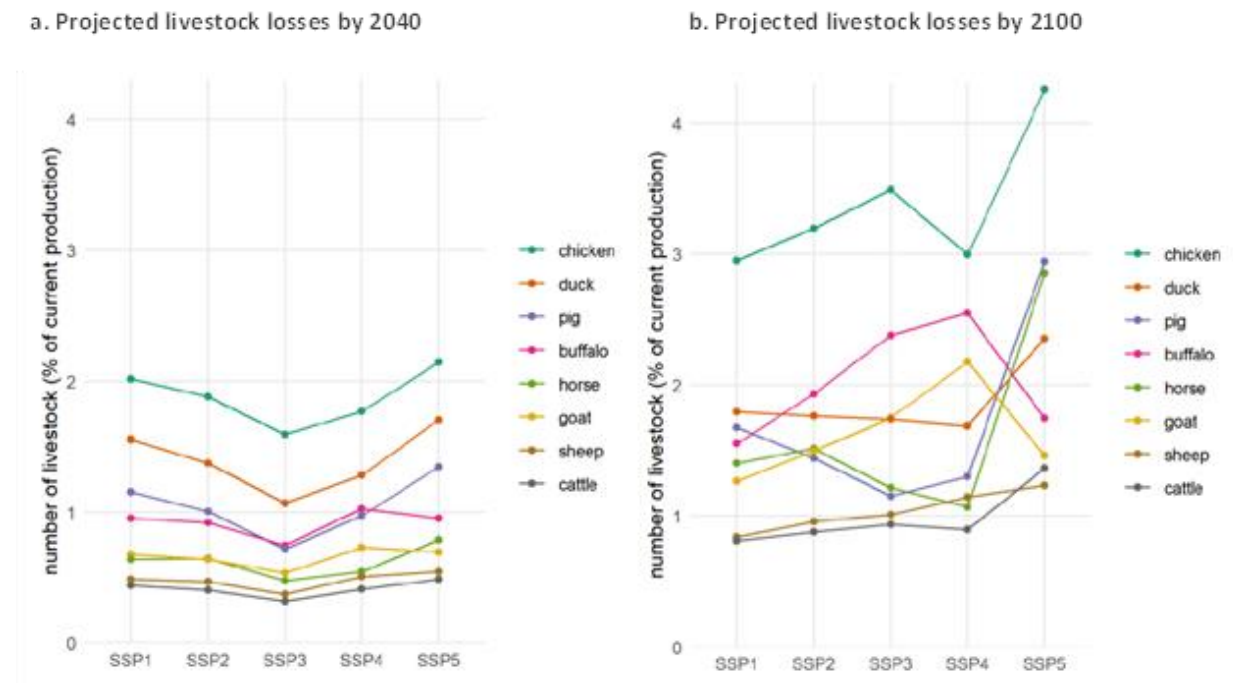 a. Projected livestock losses by 2040
number of livestock (% of current production)
4
3
2
1
0
SSP1 SSP2 SSP3 SSP4 SSP5
chicken
duck
pig
buffalo
horse
goat
sheep
cattle
b. Projected livestock losses by 2100
number of livestock (% of current production)
4
3
2
1
0
SSP1 SSP2 SSP3 SSP4 SSP5
chicken
duck
pig
buffalo
horse
goat
sheep
cattle